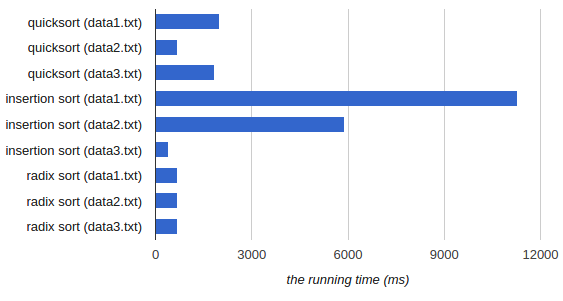 quicksort (data1.txt)
quicksort (data2.txt)
quicksort (data3.txt)
insertion sort (data1.txt)
insertion sort (data2.txt)
insertion sort (data3.txt)
radix sort (data1.txt)
radix sort (data2.txt)
radix sort (data3.txt)
0 3000 6000 9000 12000
the running time (ms)